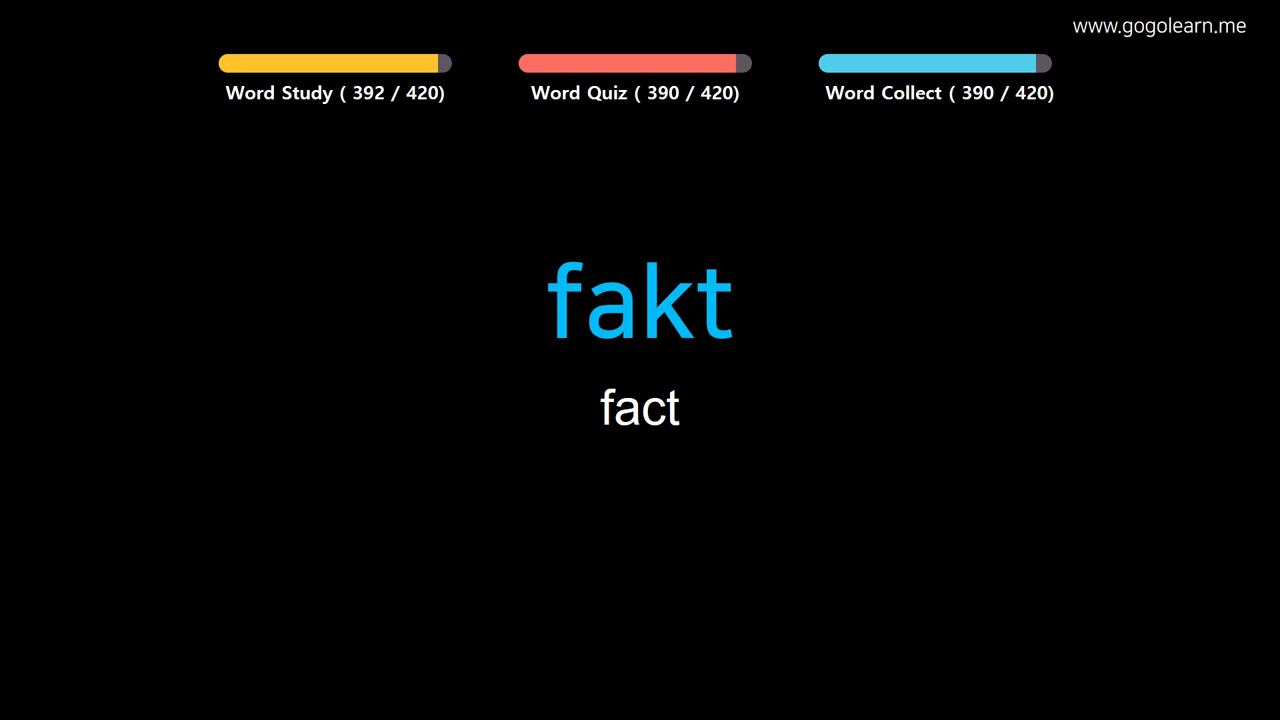 www.gogolearn.me
Word Study ( 392 / 420)
Word Quiz ( 390 / 420)
Word Collect ( 390 / 420)
fakt
fact